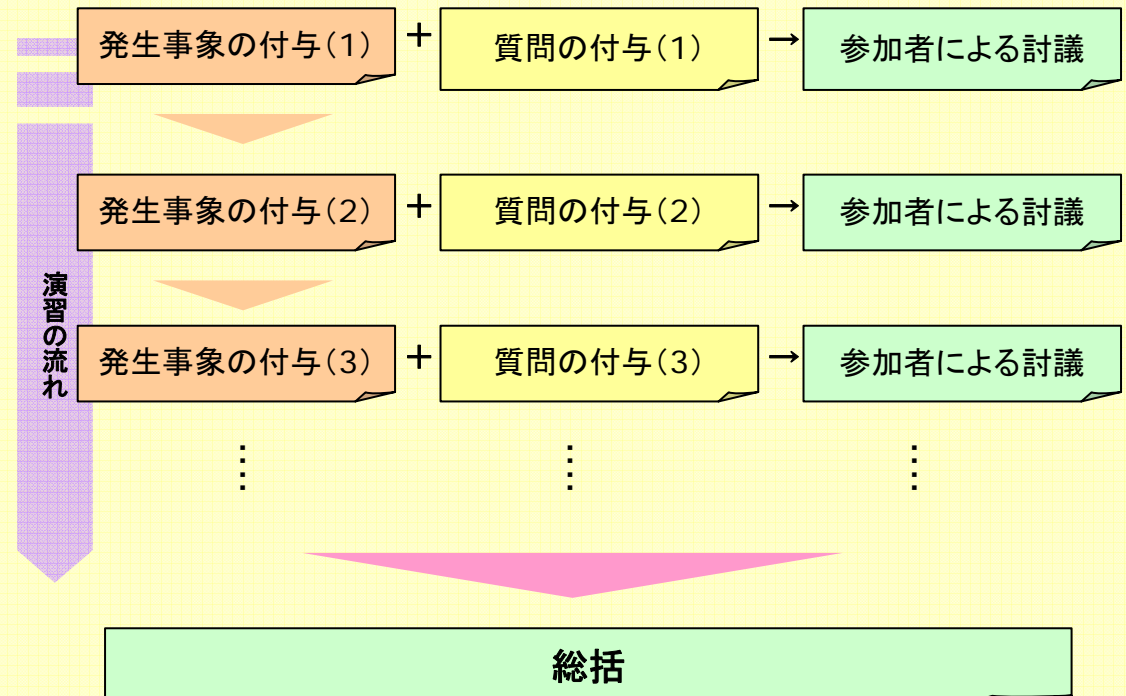 発生事象の付与(1) + 質問の付与(1) → 参加者による討議
発生事象の付与(2) + 質問の付与(2) → 参加者による討議
演習の流れ
発生事象の付与(3) + 質問の付与(3) → 参加者による討議
⋮ ⋮ ⋮
総括